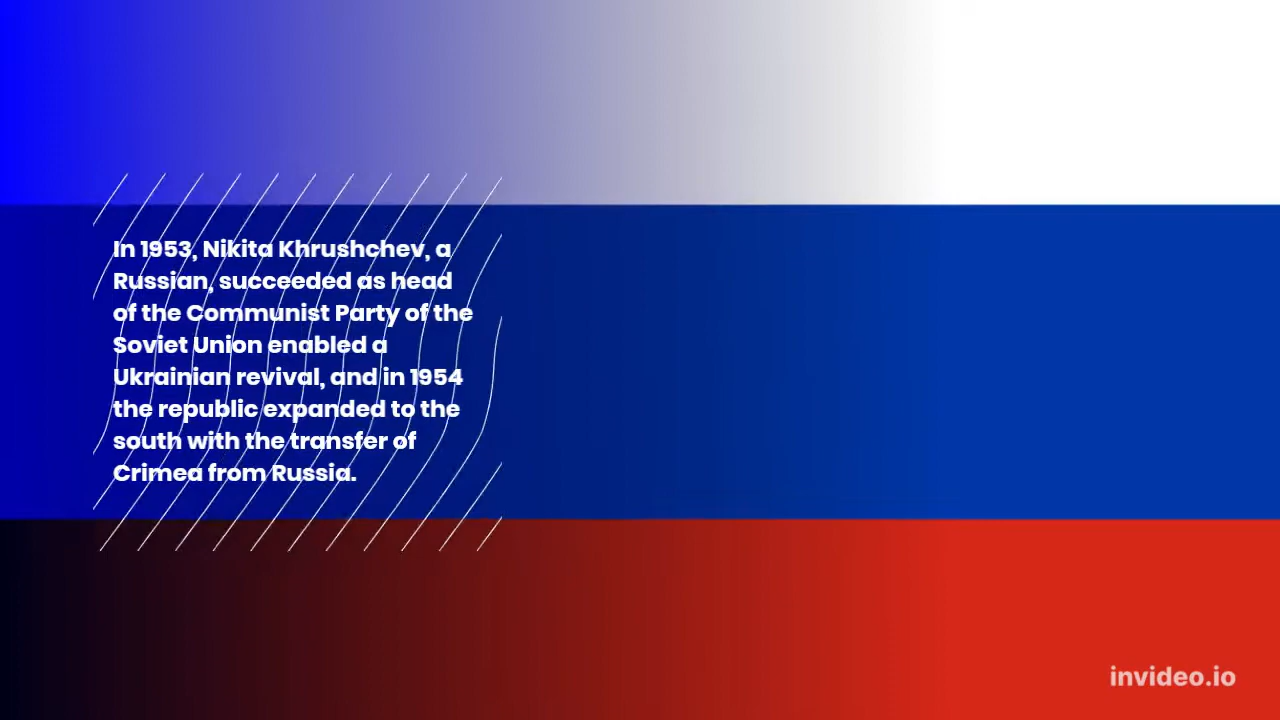 In 1953, Nikita Khrushchev, a
Russian, succeeded as head
of the Communist Party of the
Soviet Union enabled a
Ukrainian revival, and in 1954
the republic expanded to the
south with the transfer of
Crimea from Russia.
invideo.io